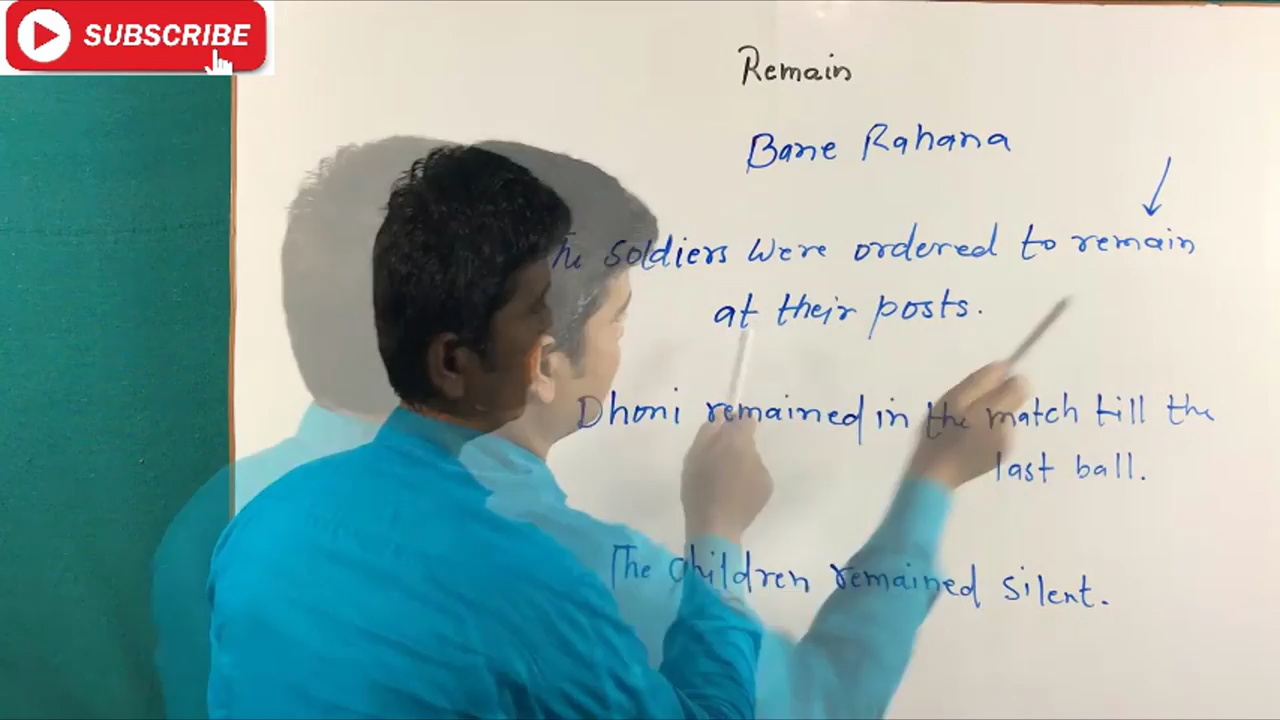 SUBSCRIBE
Remain
Bane Rahana
The soldiers were ordered to remain
at their posts.
Dhoni remained in the match till the
last ball.
The children remained silent.